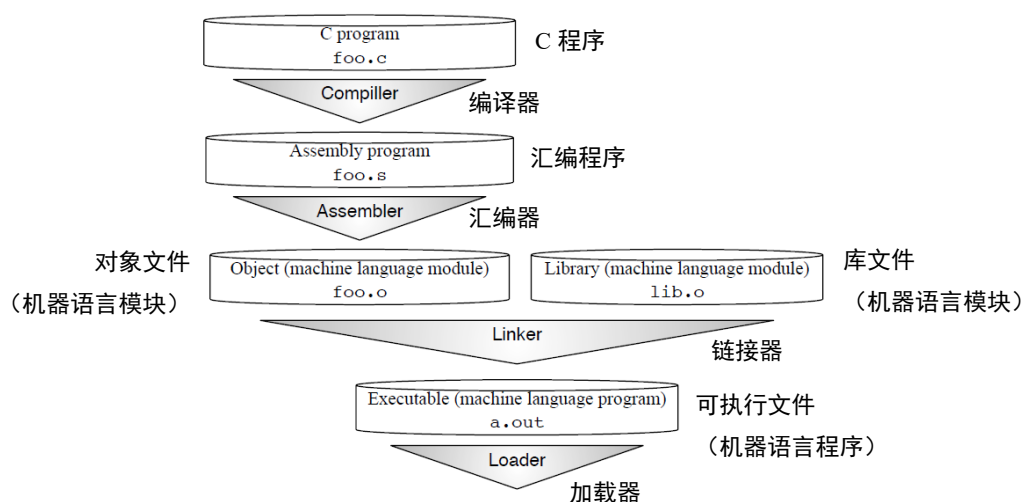 C program
foo.c
C 程序
Compiller
编译器
Assembly program
foo.s
汇编程序
Assembler
汇编器
对象文件
（机器语言模块）
Object (machine language module)
foo.o
Library (machine language module)
lib.o
库文件
（机器语言模块）
Linker
链接器
Executable (machine language program)
a.out
可执行文件
（机器语言程序）
Loader
加载器